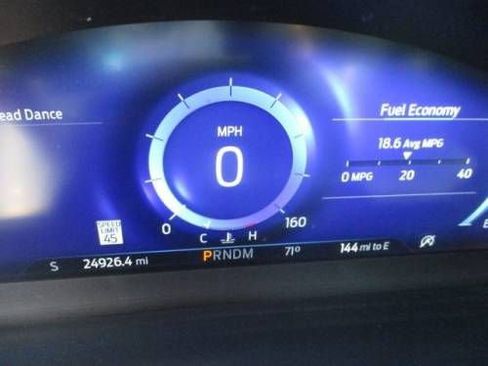 ead Dance
Fuel Economy
MPH
18.6 Avg MPG
0
0 MPG 20 40
SPEED LIMIT 45
0 160
C H
S 24926.4 mi PRNDM 71° 144 mi to E